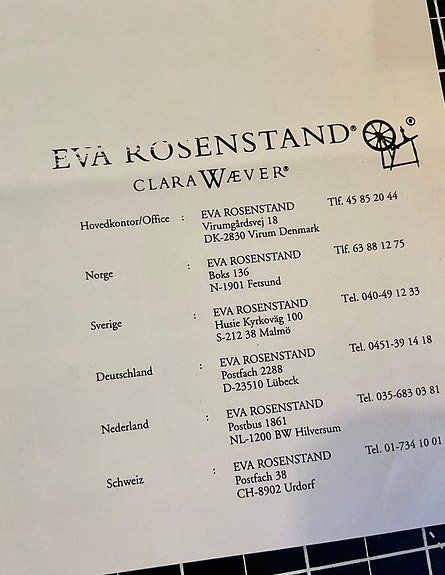 EVA ROSENSTAND® ®
CLARA WÆVER®
Hovedkontor/Office : EVA ROSENSTAND Tlf. 45 85 20 44
Virumgårdsvej 18
DK-2830 Virum Denmark
Norge : EVA ROSENSTAND Tlf. 63 88 12 75
Boks 136
N-1901 Fetsund
Sverige : EVA ROSENSTAND Tel. 040-49 12 33
Husie Kyrkoväg 100
S-212 38 Malmö
Deutschland : EVA ROSENSTAND Tel. 0451-39 14 18
Postfach 2288
D-23510 Lübeck
Nederland : EVA ROSENSTAND Tel. 035-683 03 81
Postbus 1861
NL-1200 BW Hilversum
Schweiz : EVA ROSENSTAND Tel. 01-734 10 01
Postfach 38
CH-8902 Urdorf